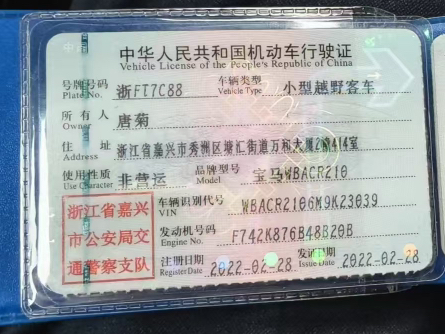 中华人民共和国机动车行驶证
Vehicle License of the People's Republic of China
号牌号码 浙FT7C88 车辆类型 小型越野客车
Plate No. Vehicle Type
所有人 唐菊
Owner
住址 浙江省嘉兴市秀洲区塘汇街道万和大厦2幢414室
Address
使用性质 非营运 品牌型号 宝马WBACR210
Use Character Model
浙江省嘉兴
市公安局交
通警察支队
车辆识别代号 WBACR2106M9K23039
VIN
发动机号码 F742K876B48B20B
Engine No.
注册日期 2022-02-28 发证日期 2022-02-28
Register Date Issue Date